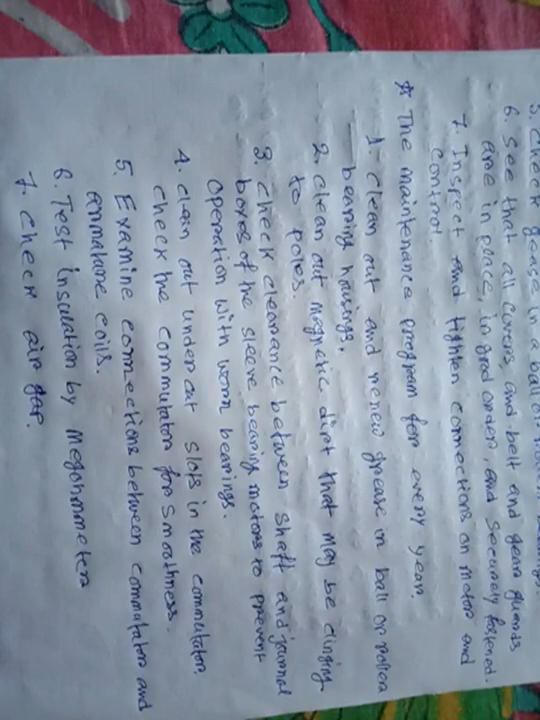 5. Check grease in a ball or roller bearings.
6. See that all covers, and belt and gear guards
are in place, in good order, and securely fastened.
7. Inspect and tighten connections on motor and
control.
* The maintenance program for every year.
1. Clean out and renew grease in ball or roller
bearing housings.
2. Clean out magnetic dirt that may be clinging
to poles.
3. Check clearance between shaft and journal
boxes of the sleeve bearing motors to prevent
operation with worn bearings.
4. Clean out under cut slots in the commutator.
Check the commutator for smoothness.
5. Examine connections between commutator and
armature coils.
6. Test insulation by megohmmeter
7. Check air gap.